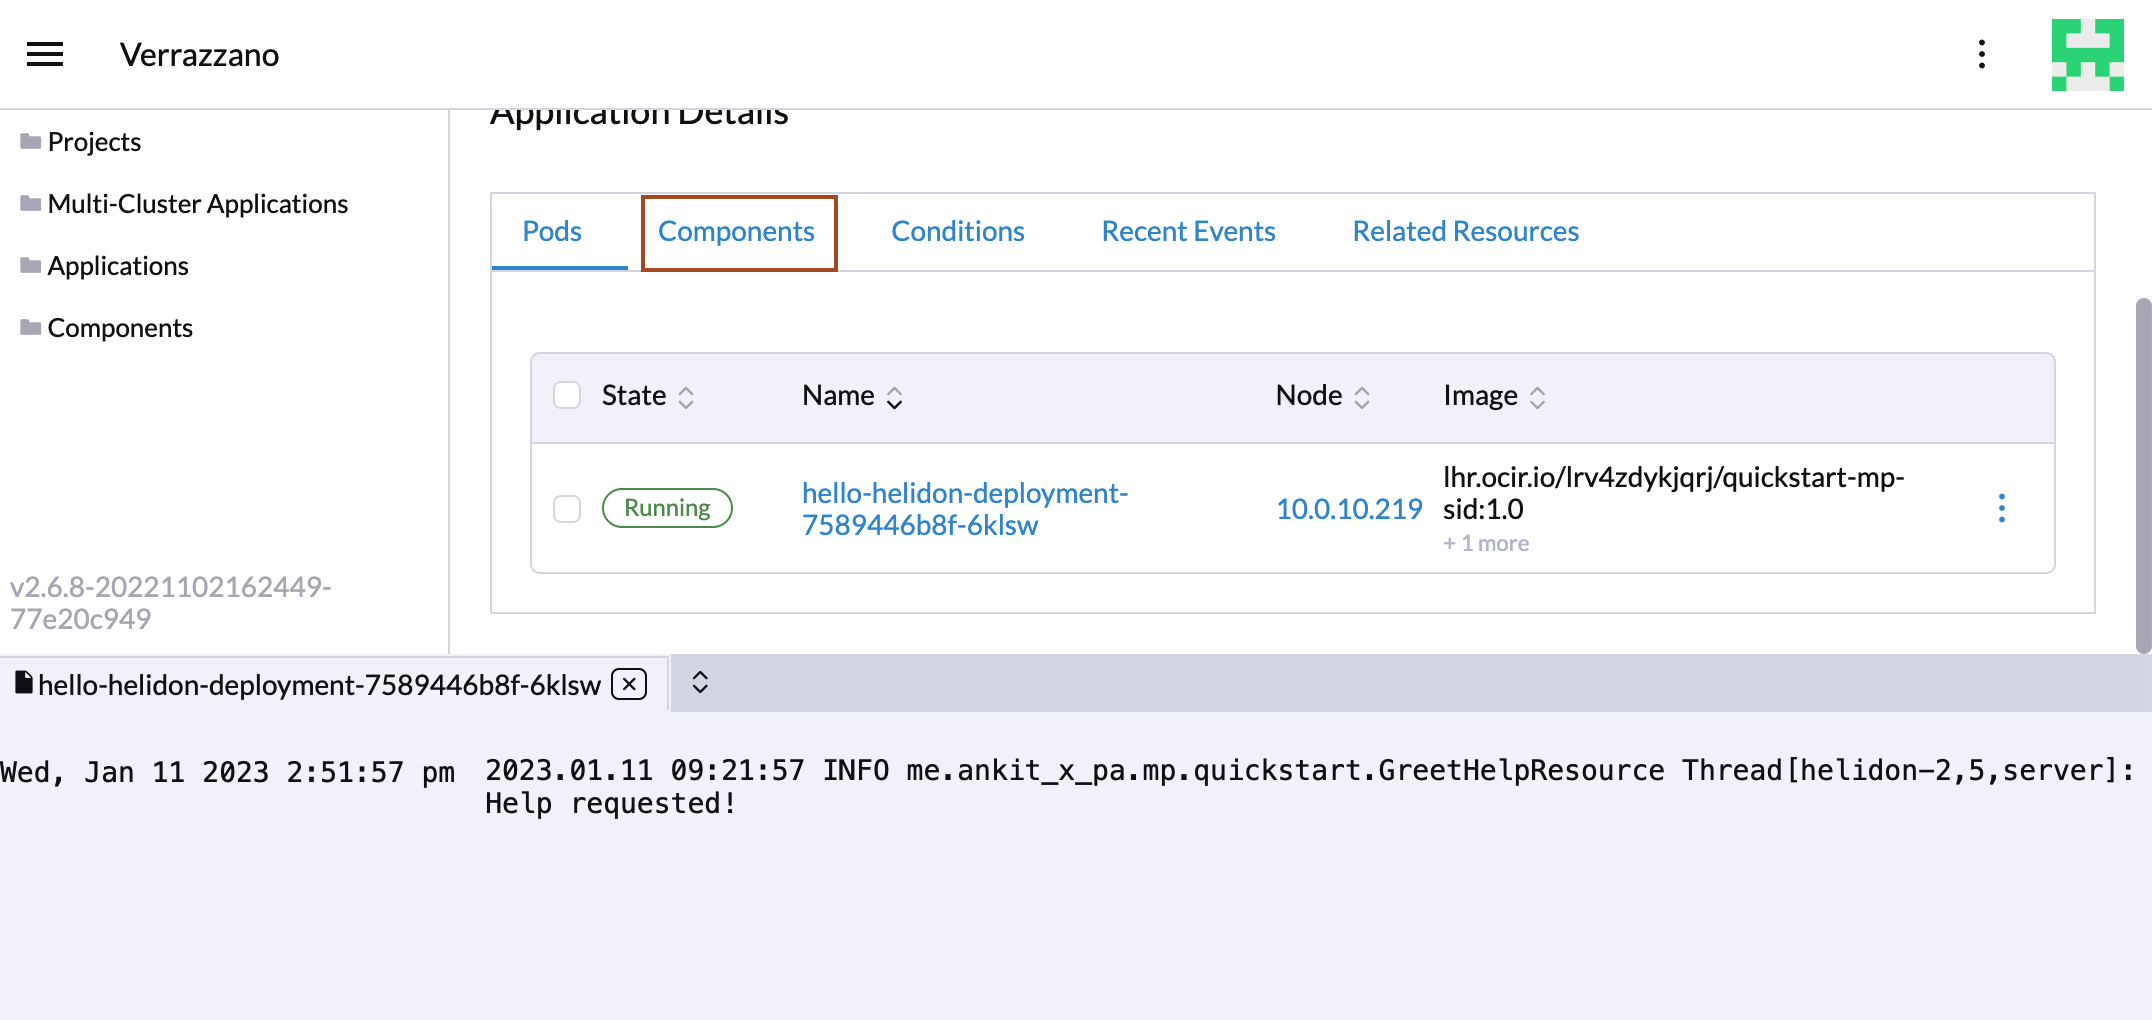 Verrazzano
Projects
Multi-Cluster Applications
Applications
Components
v2.6.8-20221102162449-
77e20c949
Application Details
Pods Components Conditions Recent Events Related Resources
State Name Node Image
Running
hello-helidon-deployment-
7589446b8f-6klsw
10.0.10.219
lhr.ocir.io/lrv4zdykjqrj/quickstart-mp-
sid:1.0
+ 1 more
hello-helidon-deployment-7589446b8f-6klsw
Wed, Jan 11 2023 2:51:57 pm 2023.01.11 09:21:57 INFO me.ankit_x_pa.mp.quickstart.GreetHelpResource Thread[helidon-2,5,server]:
Help requested!